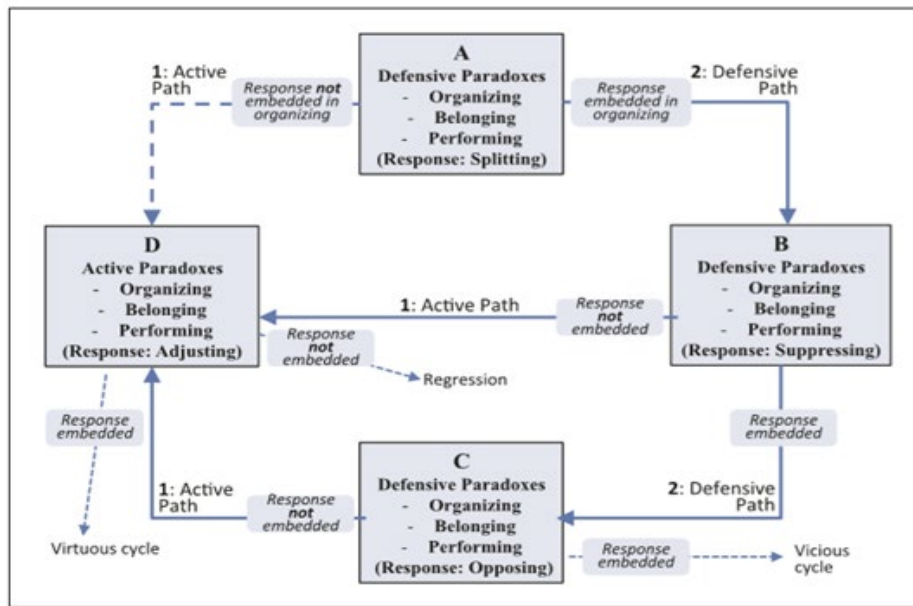 A
Defensive Paradoxes
- Organizing
- Belonging
- Performing
(Response: Splitting)
1: Active
Path
Response not
embedded in
organizing
Response
embedded in
organizing
2: Defensive
Path
D
Active Paradoxes
- Organizing
- Belonging
- Performing
(Response: Adjusting)
B
Defensive Paradoxes
- Organizing
- Belonging
- Performing
(Response: Suppressing)
1: Active Path
Response
not
embedded
Response
not
embedded
Regression
Response
embedded
Response
embedded
C
Defensive Paradoxes
- Organizing
- Belonging
- Performing
(Response: Opposing)
1: Active
Path
Response
not
embedded
2: Defensive
Path
Virtuous cycle
Response
embedded
Vicious
cycle